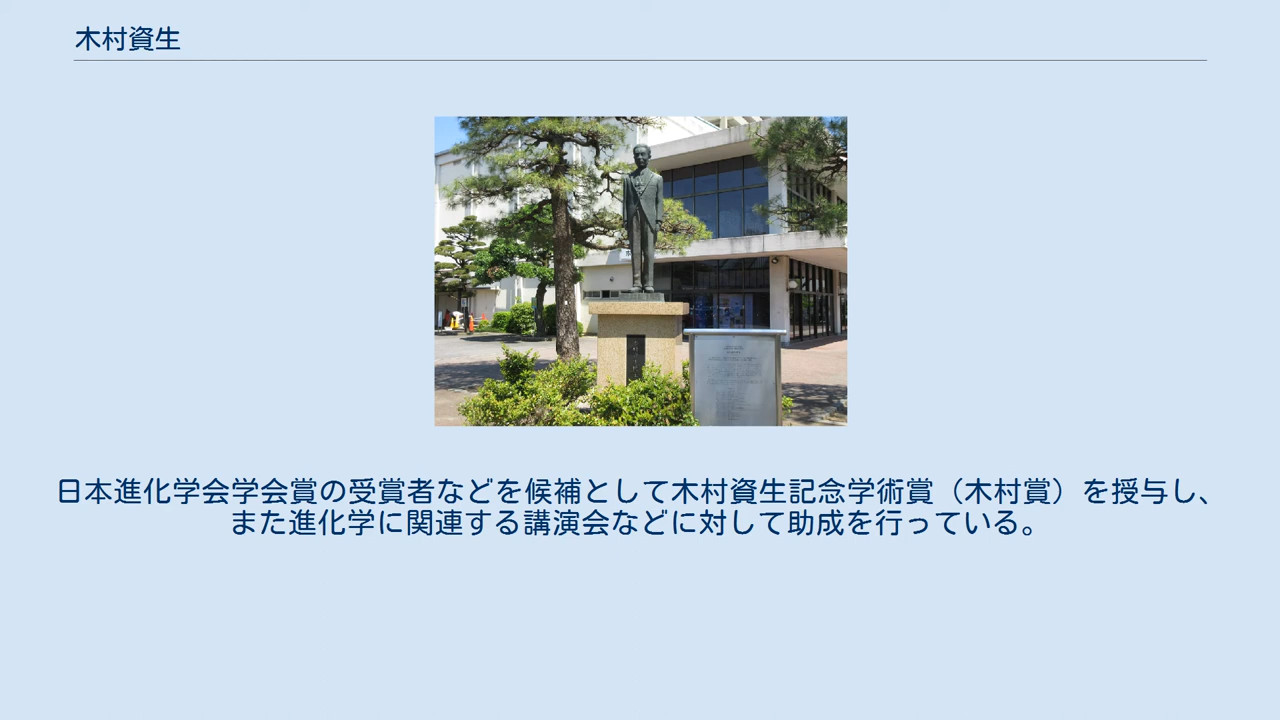 木村資生
日本進化学会学会賞の受賞者などを候補として木村資生記念学術賞（木村賞）を授与し、
また進化学に関連する講演会などに対して助成を行っている。